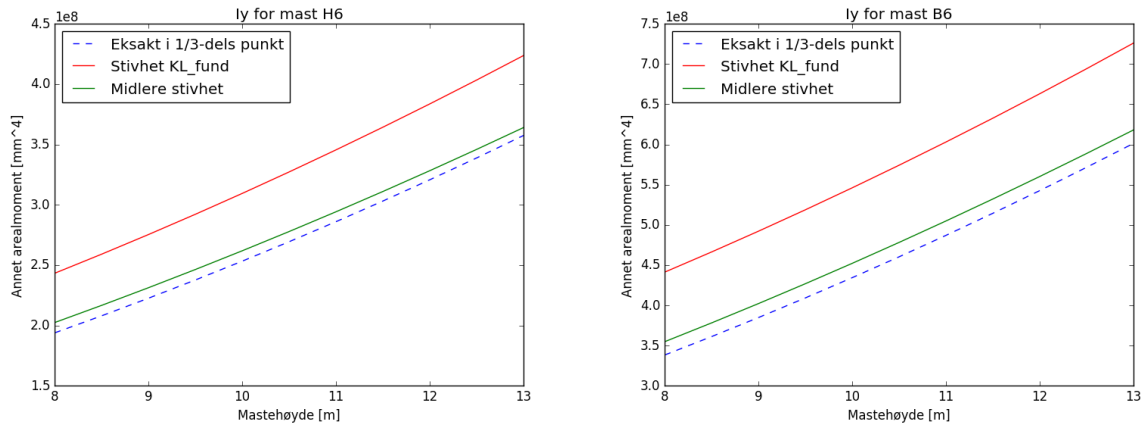 Iy for mast H6
1e8
4.5
4.0
3.5
3.0
2.5
2.0
1.5
Annet arealmoment [mm^4]
Eksakt i 1/3-dels punkt
Stivhet KL_fund
Midlere stivhet
8 9 10 11 12 13
Mastehøyde [m]
Iy for mast B6
1e8
7.5
7.0
6.5
6.0
5.5
5.0
4.5
4.0
3.5
3.0
Annet arealmoment [mm^4]
Eksakt i 1/3-dels punkt
Stivhet KL_fund
Midlere stivhet
8 9 10 11 12 13
Mastehøyde [m]